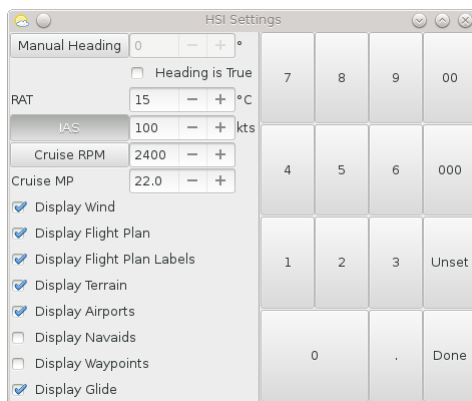 HSI Settings
Manual Heading 0 − + °
Heading is True
RAT 15 − + °C
IAS 100 − + kts
Cruise RPM 2400 − +
Cruise MP 22.0 − +
Display Wind
Display Flight Plan
Display Flight Plan Labels
Display Terrain
Display Airports
Display Navaids
Display Waypoints
Display Glide
7 8 9 00
4 5 6 000
1 2 3 Unset
0 . Done